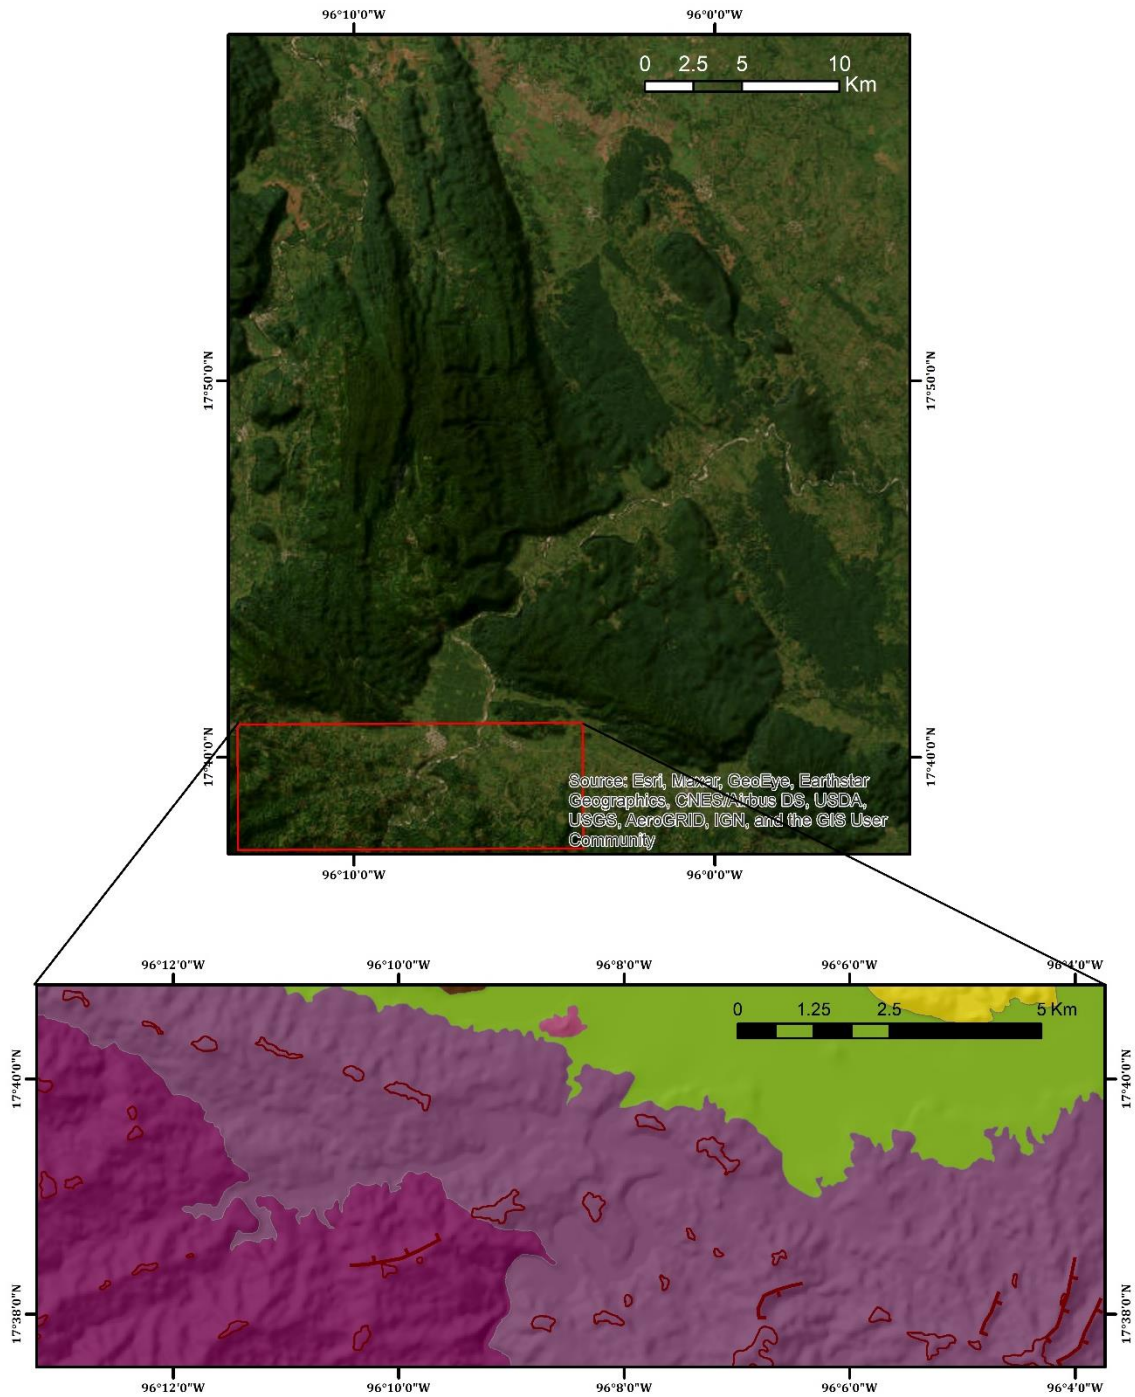 96°10'0"W 96°0'0"W
0 2.5 5 10
Km
17°50'0"N 17°50'0"N
17°40'0"N 17°40'0"N
Source: Esri, Maxar, GeoEye, Earthstar
Geographics, CNES/Airbus DS, USDA,
USGS, AeroGRID, IGN, and the GIS User
Community
96°10'0"W 96°0'0"W
96°12'0"W 96°10'0"W 96°8'0"W 96°6'0"W 96°4'0"W
0 1.25 2.5 5 Km
17°40'0"N 17°40'0"N
17°38'0"N 17°38'0"N
96°12'0"W 96°10'0"W 96°8'0"W 96°6'0"W 96°4'0"W